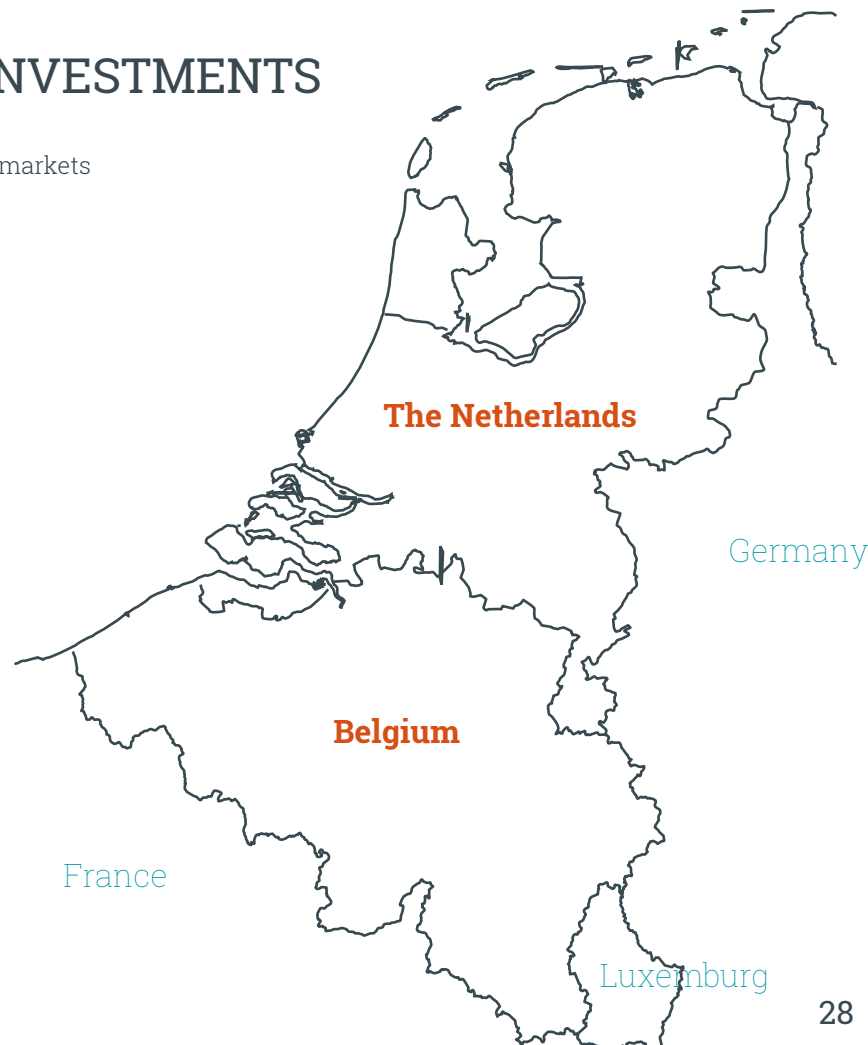 NVESTMENTS
markets
The Netherlands
Germany
Belgium
France
Luxemburg
28